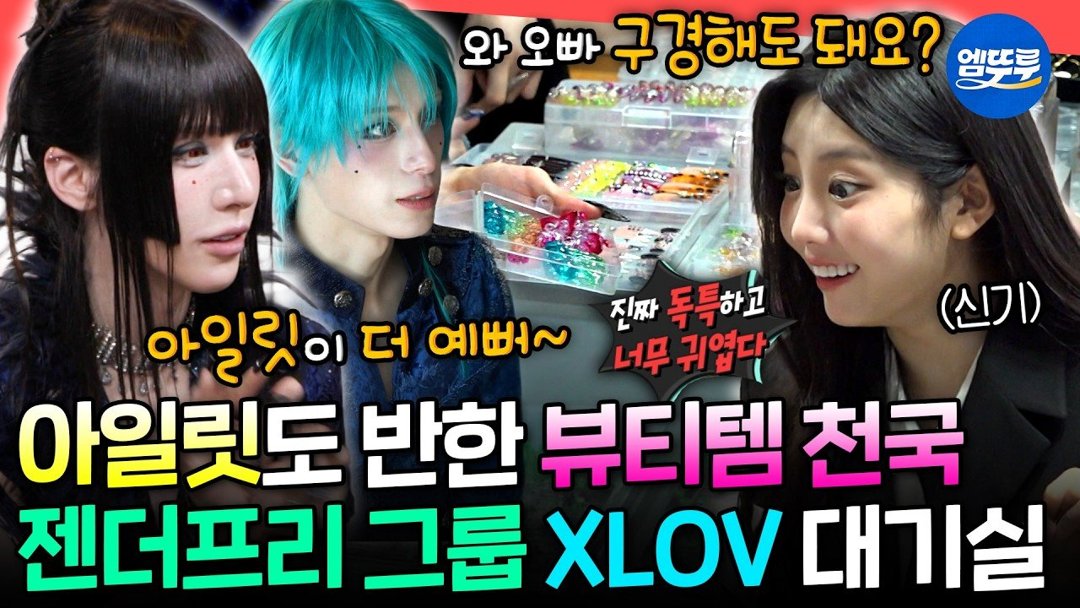 와 오빠 구경해도 돼요?
엠뚜루
(신기)
진짜 독특하고
너무 귀엽다
아일릿이 더 예뻐~
아일릿도 반한 뷰티템 천국
젠더프리 그룹 XLOV 대기실